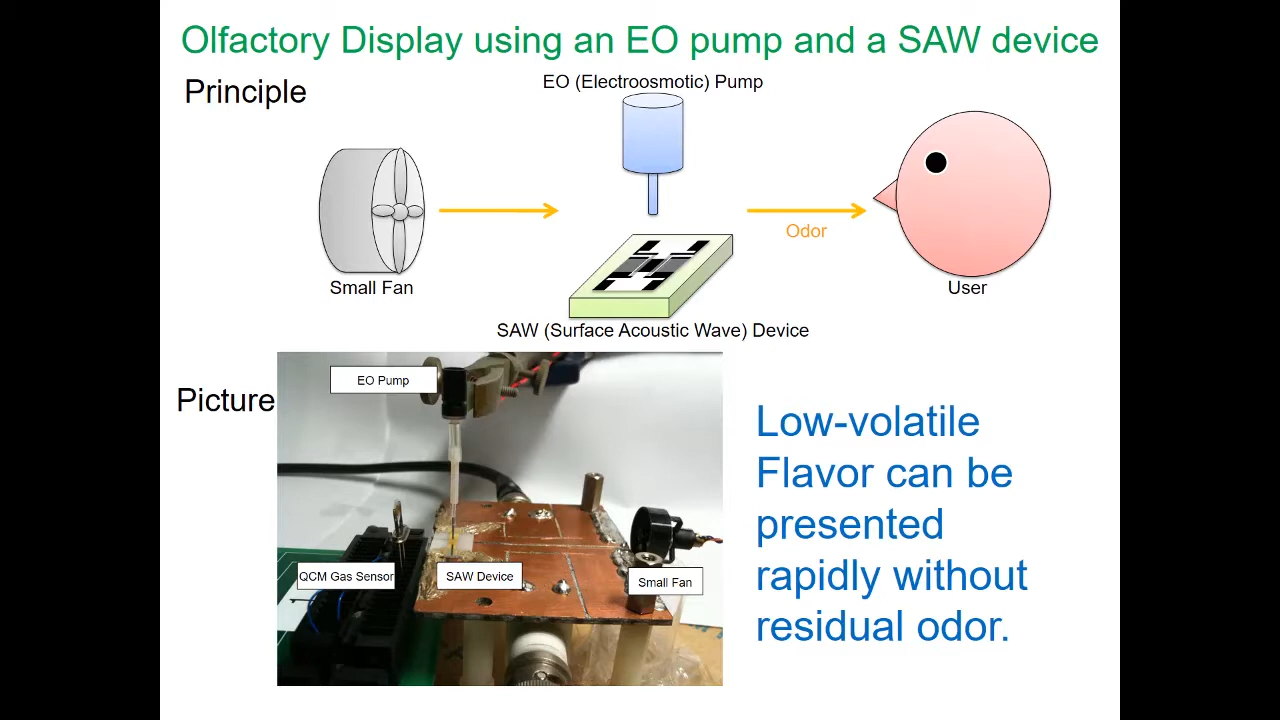 Olfactory Display using an EO pump and a SAW device
Principle
EO (Electroosmotic) Pump
Odor
Small Fan
User
SAW (Surface Acoustic Wave) Device
Picture
EO Pump
QCM Gas Sensor
SAW Device
Small Fan
Low-volatile
Flavor can be
presented
rapidly without
residual odor.